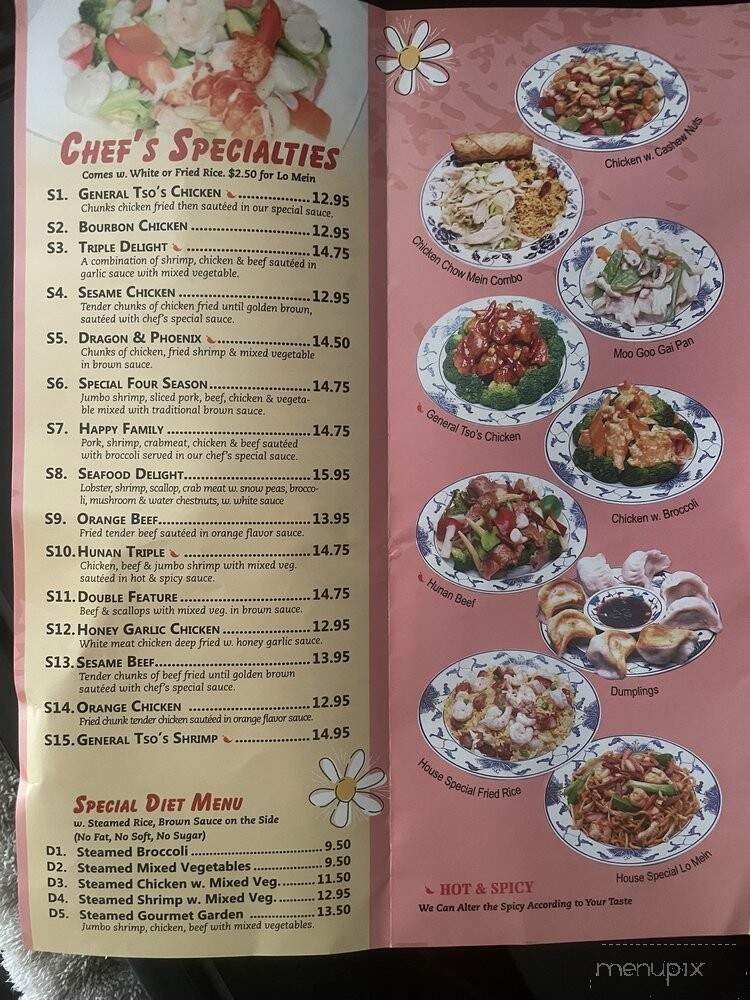 CHEF'S SPECIALTIES
Comes w. White or Fried Rice. $2.50 for Lo Mein
S1. GENERAL TSO'S CHICKEN 12.95
Chunks chicken fried then sautéed in our special sauce.
S2. BOURBON CHICKEN 12.95
S3. TRIPLE DELIGHT 14.75
A combination of shrimp, chicken & beef sautéed in
garlic sauce with mixed vegetable.
S4. SESAME CHICKEN 12.95
Tender chunks of chicken fried until golden brown,
sautéed with chef's special sauce.
S5. DRAGON & PHOENIX 14.50
Chunks of chicken, fried shrimp & mixed vegetable
in brown sauce.
S6. SPECIAL FOUR SEASON 14.75
Jumbo shrimp, sliced pork, beef, chicken & vegeta-
ble mixed with traditional brown sauce.
S7. HAPPY FAMILY 14.75
Pork, shrimp, crabmeat, chicken & beef sautéed
with broccoli served in our chef's special sauce.
S8. SEAFOOD DELIGHT 15.95
Lobster, shrimp, scallop, crab meat w. snow peas, brocco-
li, mushroom & water chestnuts, w. white sauce
S9. ORANGE BEEF 13.95
Fried tender beef sautéed in orange flavor sauce.
S10. HUNAN TRIPLE 14.75
Chicken, beef & jumbo shrimp with mixed veg.
sautéed in hot & spicy sauce.
S11. DOUBLE FEATURE 14.75
Beef & scallops with mixed veg. in brown sauce.
S12. HONEY GARLIC CHICKEN 12.95
White meat chicken deep fried w. honey garlic sauce.
S13. SESAME BEEF 13.95
Tender chunks of beef fried until golden brown
sautéed with chef's special sauce.
S14. ORANGE CHICKEN 12.95
Fried chunk tender chicken sautéed in orange flavor sauce.
S15. GENERAL TSO'S SHRIMP 14.95
SPECIAL DIET MENU
w. Steamed Rice, Brown Sauce on the Side
(No Fat, No Soft, No Sugar)
D1. Steamed Broccoli 9.50
D2. Steamed Mixed Vegetables 9.50
D3. Steamed Chicken w. Mixed Veg. 11.50
D4. Steamed Shrimp w. Mixed Veg. 12.95
D5. Steamed Gourmet Garden 13.50
Jumbo shrimp, chicken, beef with mixed vegetables.
Chicken w. Cashew Nuts
Chicken Chow Mein Combo
Moo Goo Gai Pan
General Tso's Chicken
Chicken w. Broccoli
Hunan Beef
Dumplings
House Special Fried Rice
House Special Lo Mein
HOT & SPICY
We Can Alter the Spicy According to Your Taste
menupix